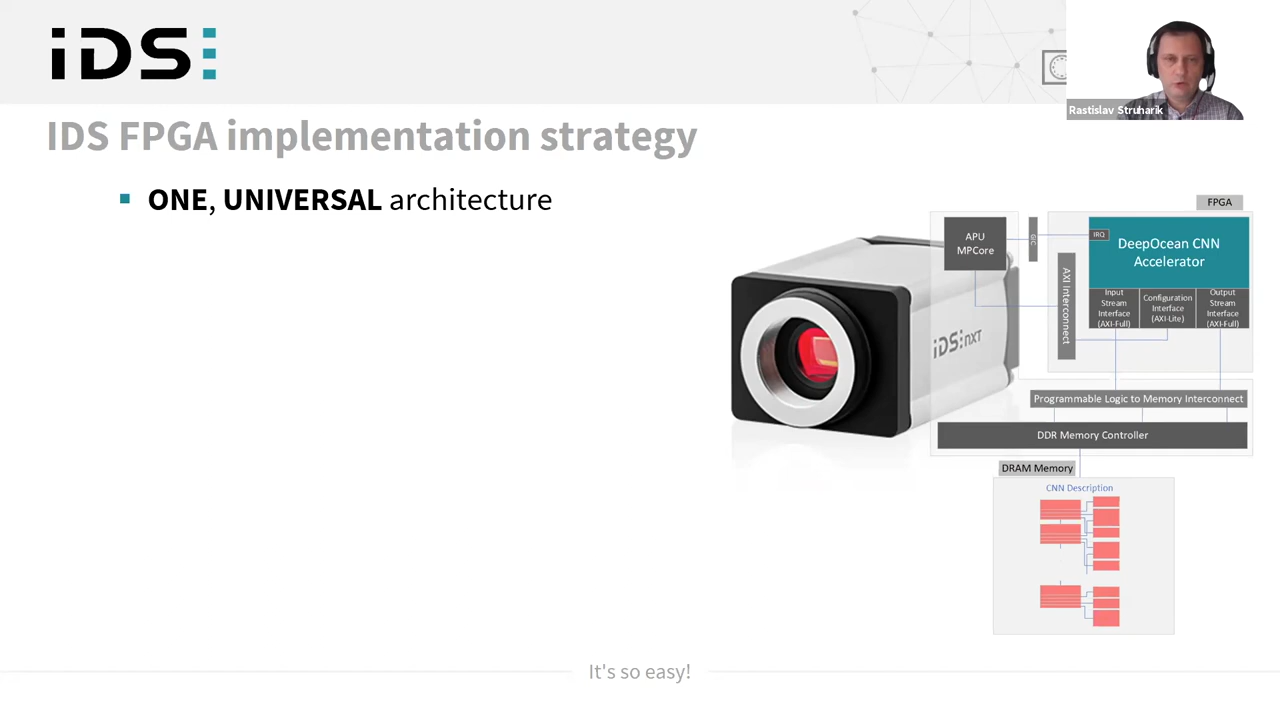 iDS
Rastislav Struharik
IDS FPGA implementation strategy
ONE, UNIVERSAL architecture
FPGA
APU
MPCore
GIC
IRQ
DeepOcean CNN
Accelerator
AXI Interconnect
Input
Stream
Interface
(AXI-Full)
Configuration
Interface
(AXI-Lite)
Output
Stream
Interface
(AXI-Full)
iDS:nxt
Programmable Logic to Memory Interconnect
DDR Memory Controller
DRAM Memory
CNN Description
It's so easy!